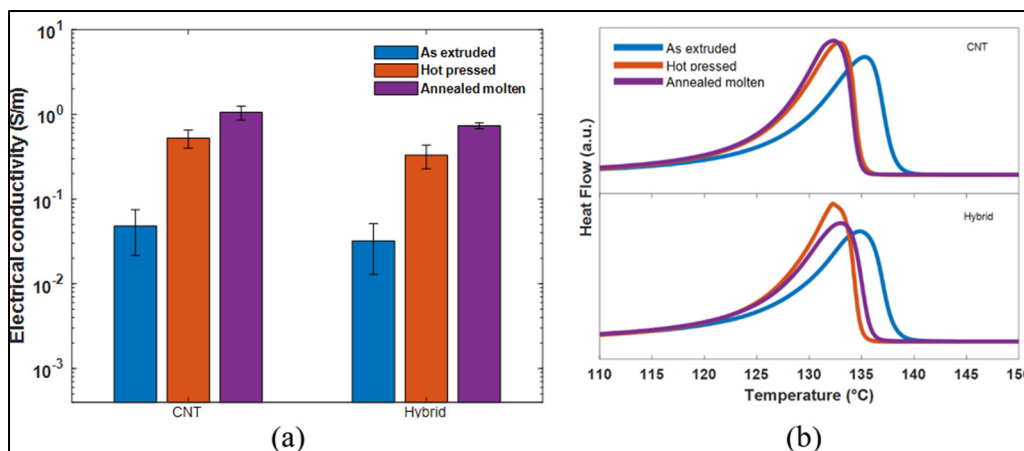 Electrical conductivity (S/m)
10^1
10^0
10^-1
10^-2
10^-3
As extruded
Hot pressed
Annealed molten
CNT Hybrid
(a)
As extruded
Hot pressed
Annealed molten
CNT
Hybrid
Heat Flow (a.u.)
110 115 120 125 130 135 140 145 150
Temperature (°C)
(b)